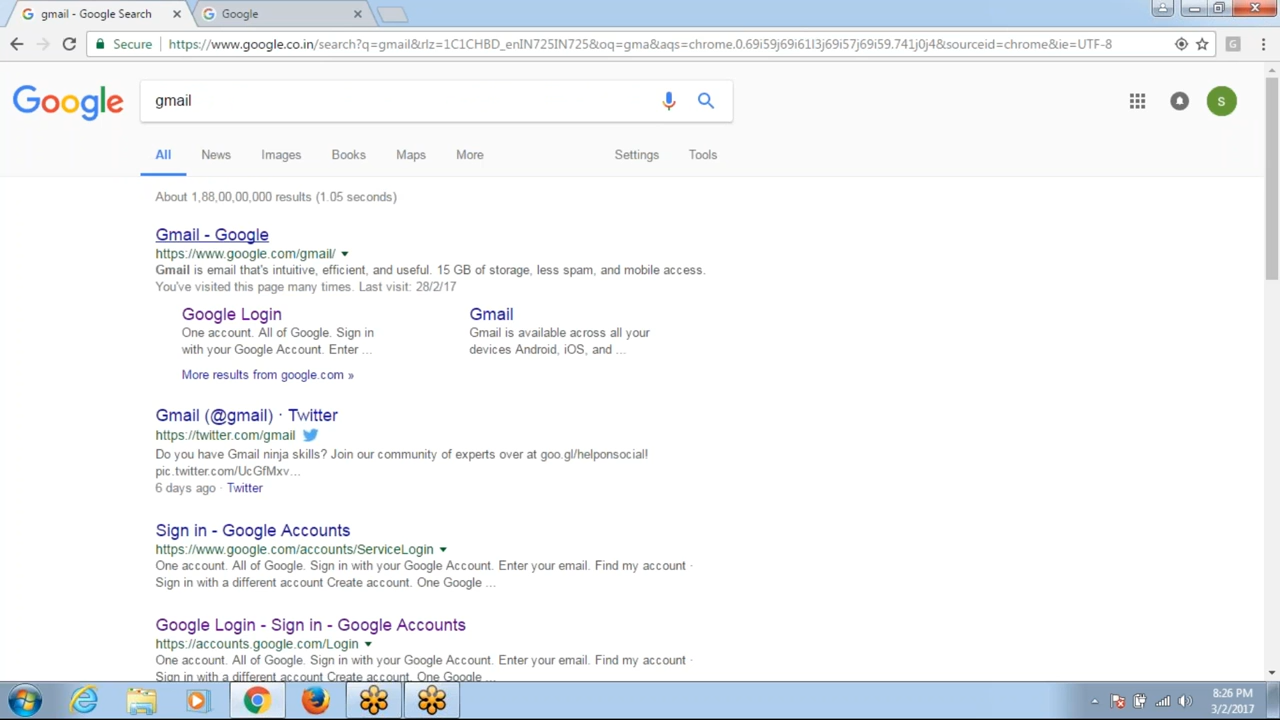 gmail - Google Search
Google
Secure
https://www.google.co.in/search?q=gmail&rlz=1C1CHBD_enIN725IN725&oq=gma&aqs=chrome.0.69i59j69i61l3j69i57j69i59.741j0j4&sourceid=chrome&ie=UTF-8
G
Google
gmail
S
All News Images Books Maps More Settings Tools
About 1,88,00,00,000 results (1.05 seconds)
Gmail - Google
https://www.google.com/gmail/
Gmail is email that's intuitive, efficient, and useful. 15 GB of storage, less spam, and mobile access.
You've visited this page many times. Last visit: 28/2/17
Google Login
One account. All of Google. Sign in
with your Google Account. Enter ...
Gmail
Gmail is available across all your
devices Android, iOS, and ...
More results from google.com »
Gmail (@gmail) · Twitter
https://twitter.com/gmail
Do you have Gmail ninja skills? Join our community of experts over at goo.gl/helponsocial!
pic.twitter.com/UcGfMxv...
6 days ago · Twitter
Sign in - Google Accounts
https://www.google.com/accounts/ServiceLogin
One account. All of Google. Sign in with your Google Account. Enter your email. Find my account ·
Sign in with a different account Create account. One Google ...
Google Login - Sign in - Google Accounts
https://accounts.google.com/Login
One account. All of Google. Sign in with your Google Account. Enter your email. Find my account ·
Sign in with a different account Create account. One Google ...
8:26 PM
3/2/2017